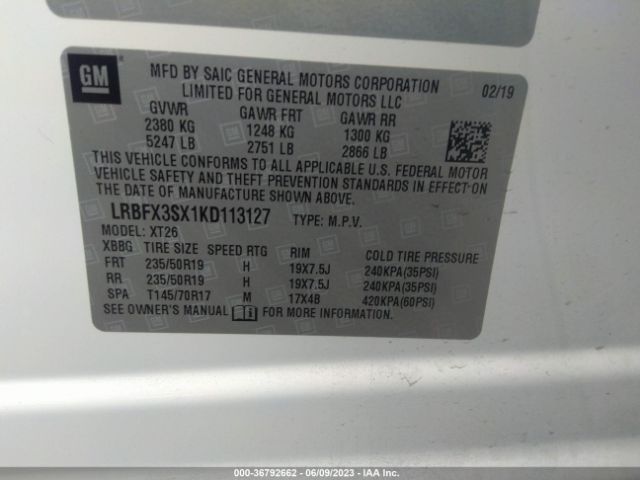 GM
MFD BY SAIC GENERAL MOTORS CORPORATION
LIMITED FOR GENERAL MOTORS LLC
02/19
GVWR GAWR FRT GAWR RR
2380 KG 1248 KG 1300 KG
5247 LB 2751 LB 2866 LB
THIS VEHICLE CONFORMS TO ALL APPLICABLE U.S. FEDERAL MOTOR
VEHICLE SAFETY AND THEFT PREVENTION STANDARDS IN EFFECT ON
THE DATE OF MANUFACTURE SHOWN ABOVE.
LRBFX3SX1KD113127 TYPE: M.P.V.
MODEL: XT26
XBBG TIRE SIZE SPEED RTG RIM COLD TIRE PRESSURE
FRT 235/50R19 H 19X7.5J 240KPA(35PSI)
RR 235/50R19 H 19X7.5J 240KPA(35PSI)
SPA T145/70R17 M 17X4B 420KPA(60PSI)
SEE OWNER'S MANUAL FOR MORE INFORMATION.
000-36792662 - 06/09/2023 - IAAI.com